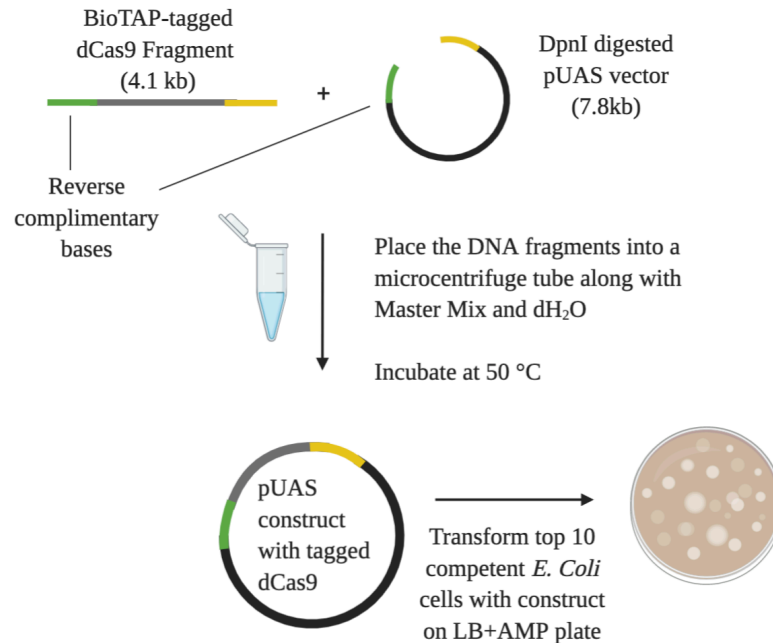 BioTAP-tagged
dCas9 Fragment
(4.1 kb)
+
DpnI digested
pUAS vector
(7.8kb)
Reverse
complimentary
bases
Place the DNA fragments into a
microcentrifuge tube along with
Master Mix and dH₂O
Incubate at 50 °C
pUAS
construct
with tagged
dCas9
Transform top 10
competent E. Coli
cells with construct
on LB+AMP plate